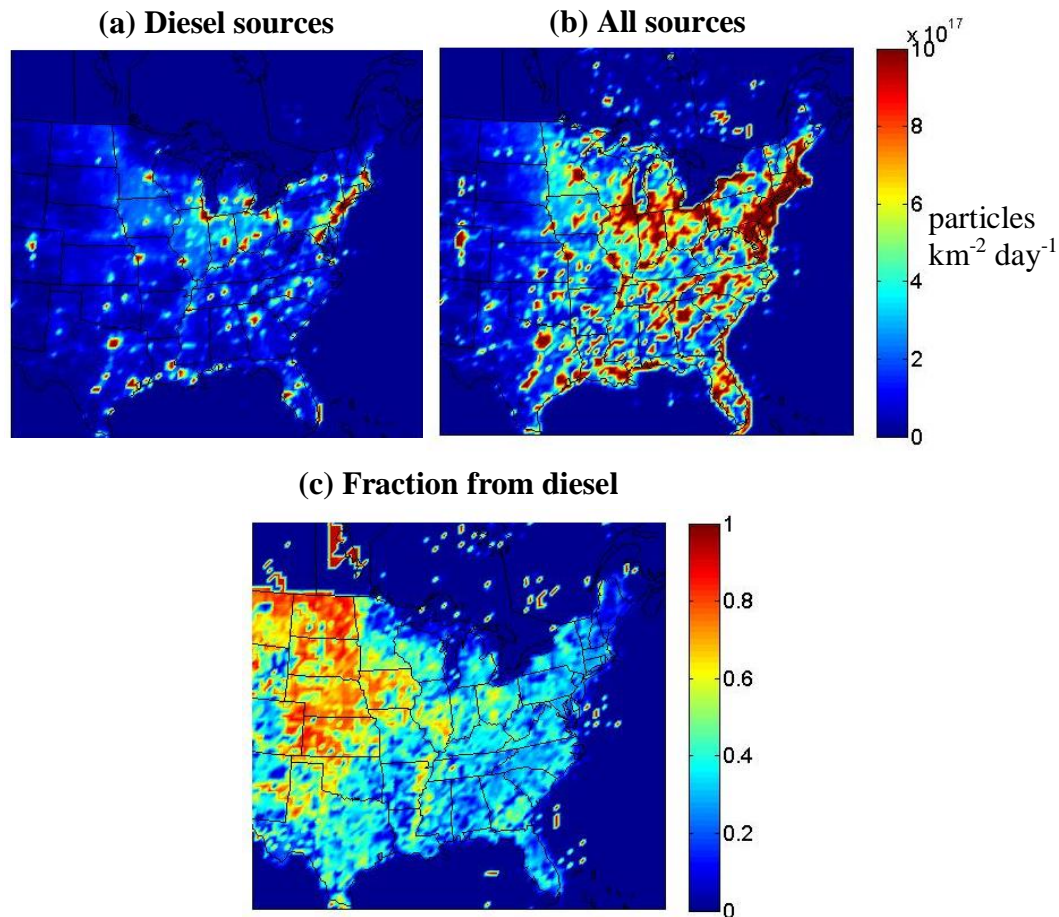 (a) Diesel sources
(b) All sources
x 10^17
10
8
6
4
2
0
particles
km^-2 day^-1
(c) Fraction from diesel
1
0.8
0.6
0.4
0.2
0